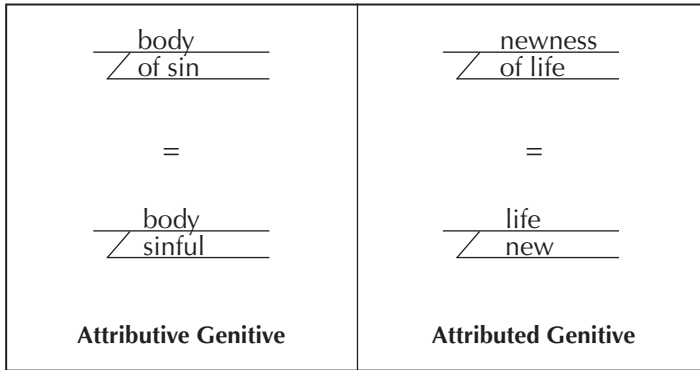 body
of sin
=
body
sinful
Attributive Genitive
newness
of life
=
life
new
Attributed Genitive